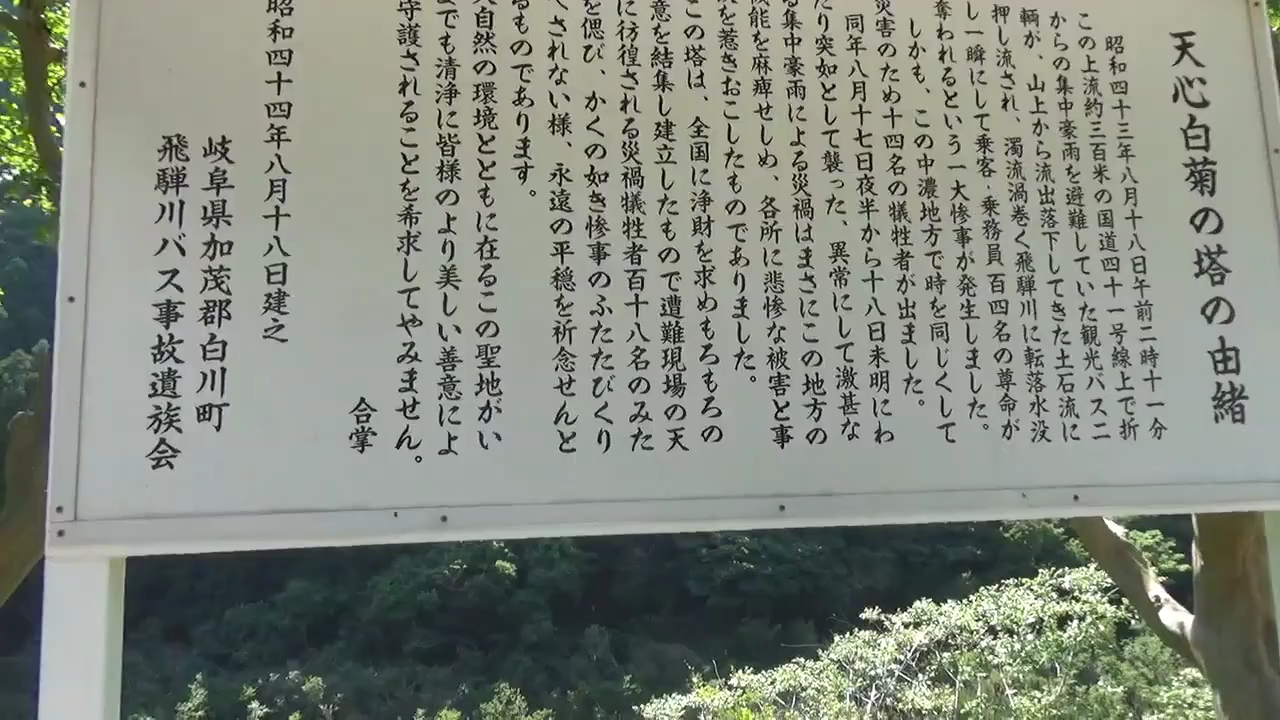 天心白菊の塔の由緒
昭和四十三年八月十八日午前二時十一分
この上流約三百米の国道四十一号線上で折
からの集中豪雨を避難していた観光バス二
輌が、山上から流出落下してきた土石流に
押し流され、濁流渦巻く飛騨川に転落水没
し一瞬にして乗客・乗務員百四名の尊命が
奪われるという一大惨事が発生しました。
しかも、この中濃地方で時を同じくして
災害のため十四名の犠牲者が出ました。
同年八月十七日夜半から十八日未明にわ
たり突如として襲った、異常にして激甚な
る集中豪雨による災禍はまさにこの地方の
機能を麻痺せしめ、各所に悲惨な被害と事
を惹きおこしたものでありました。
この塔は、全国に浄財を求めもろもろの
意を結集し建立したもので遭難現場の天
に彷徨される災禍犠牲者百十八名のみた
を偲び、かくの如き惨事のふたたびくり
されない様、永遠の平穏を祈念せんと
るものであります。
大自然の環境とともに在るこの聖地がい
までも清浄に皆様のより美しい善意によ
守護されることを希求してやみません。
合掌
昭和四十四年八月十八日建之
岐阜県加茂郡白川町
飛騨川バス事故遺族会